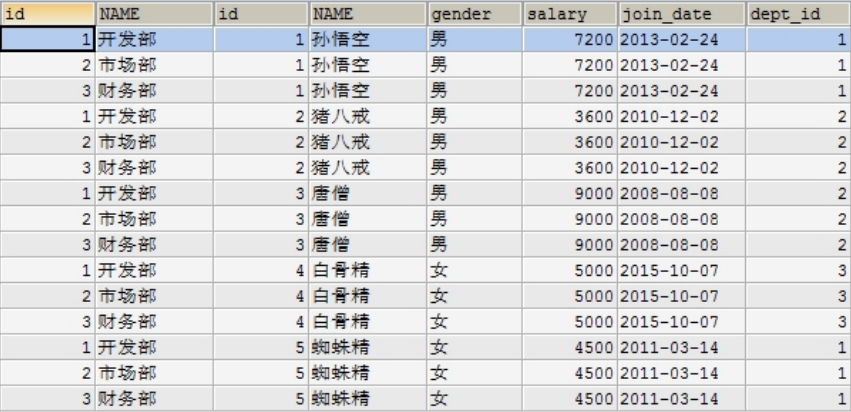 id NAME id NAME gender salary join_date dept_id
1 开发部 1 孙悟空 男 7200 2013-02-24 1
2 市场部 1 孙悟空 男 7200 2013-02-24 1
3 财务部 1 孙悟空 男 7200 2013-02-24 1
1 开发部 2 猪八戒 男 3600 2010-12-02 2
2 市场部 2 猪八戒 男 3600 2010-12-02 2
3 财务部 2 猪八戒 男 3600 2010-12-02 2
1 开发部 3 唐僧 男 9000 2008-08-08 2
2 市场部 3 唐僧 男 9000 2008-08-08 2
3 财务部 3 唐僧 男 9000 2008-08-08 2
1 开发部 4 白骨精 女 5000 2015-10-07 3
2 市场部 4 白骨精 女 5000 2015-10-07 3
3 财务部 4 白骨精 女 5000 2015-10-07 3
1 开发部 5 蜘蛛精 女 4500 2011-03-14 1
2 市场部 5 蜘蛛精 女 4500 2011-03-14 1
3 财务部 5 蜘蛛精 女 4500 2011-03-14 1